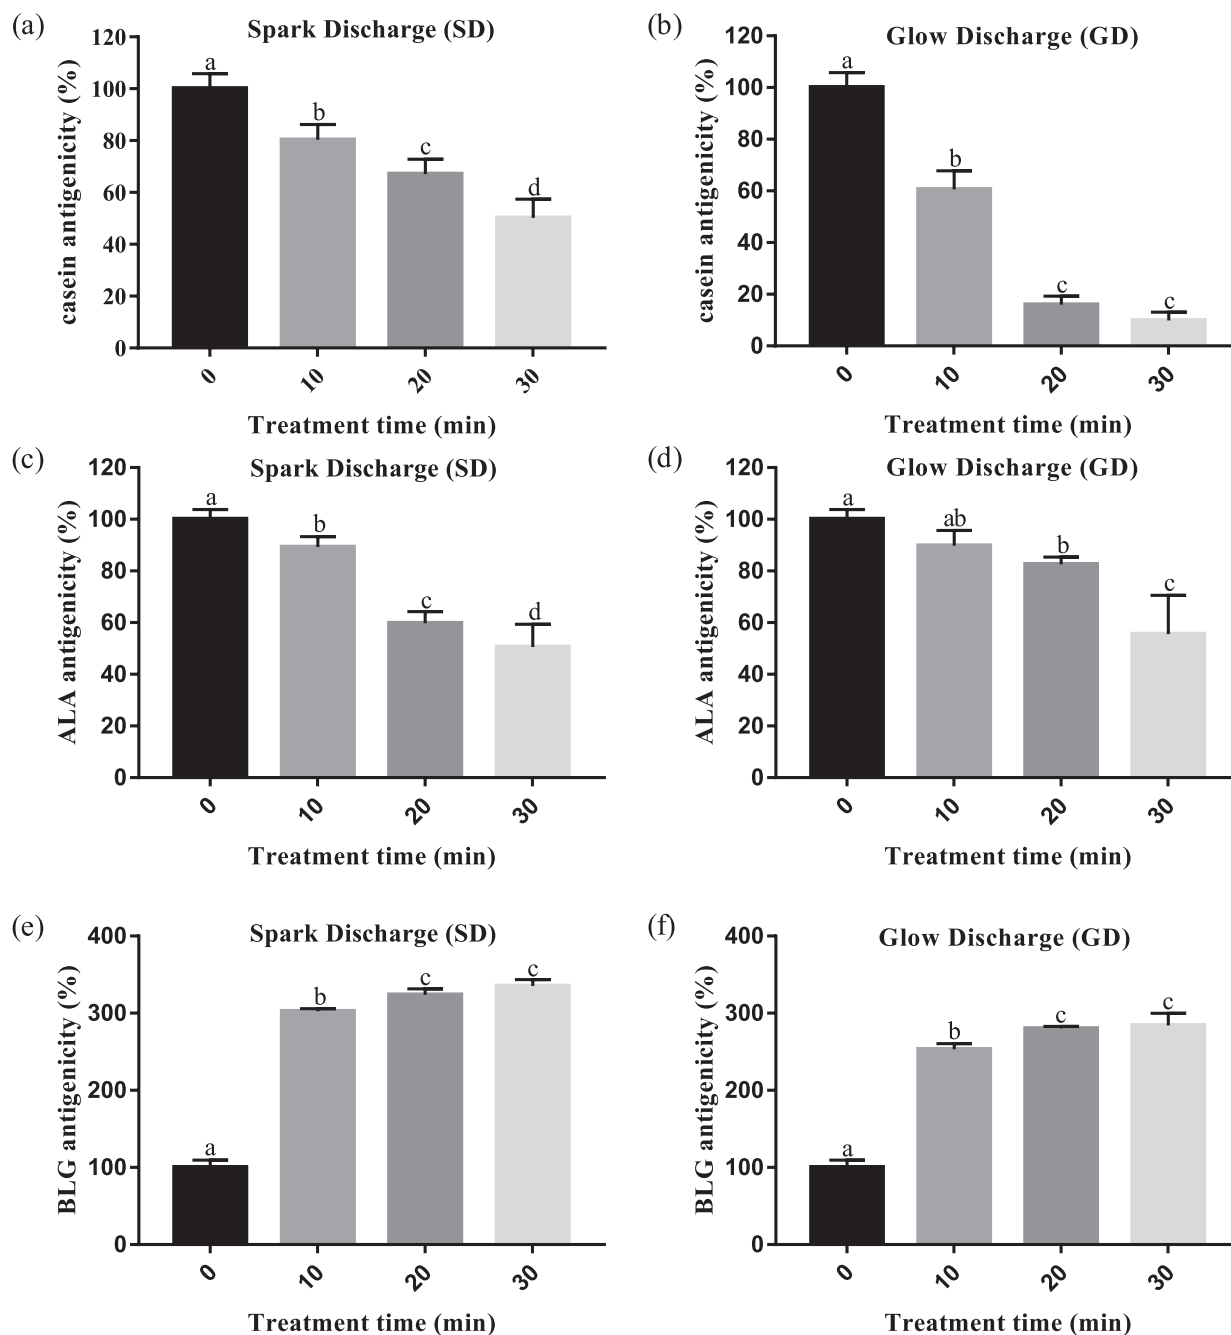 (a)
Spark Discharge (SD)
casein antigenicity (%)
120
100
80
60
40
20
0
a
b
c
d
0
10
20
30
Treatment time (min)
(b)
Glow Discharge (GD)
casein antigenicity (%)
120
100
80
60
40
20
0
a
b
c
c
0
10
20
30
Treatment time (min)
(c)
Spark Discharge (SD)
ALA antigenicity (%)
120
100
80
60
40
20
0
a
b
c
d
0
10
20
30
Treatment time (min)
(d)
Glow Discharge (GD)
ALA antigenicity (%)
120
100
80
60
40
20
0
a
ab
b
c
0
10
20
30
Treatment time (min)
(e)
Spark Discharge (SD)
BLG antigenicity (%)
400
300
200
100
0
a
b
c
c
0
10
20
30
Treatment time (min)
(f)
Glow Discharge (GD)
BLG antigenicity (%)
400
300
200
100
0
a
b
c
c
0
10
20
30
Treatment time (min)